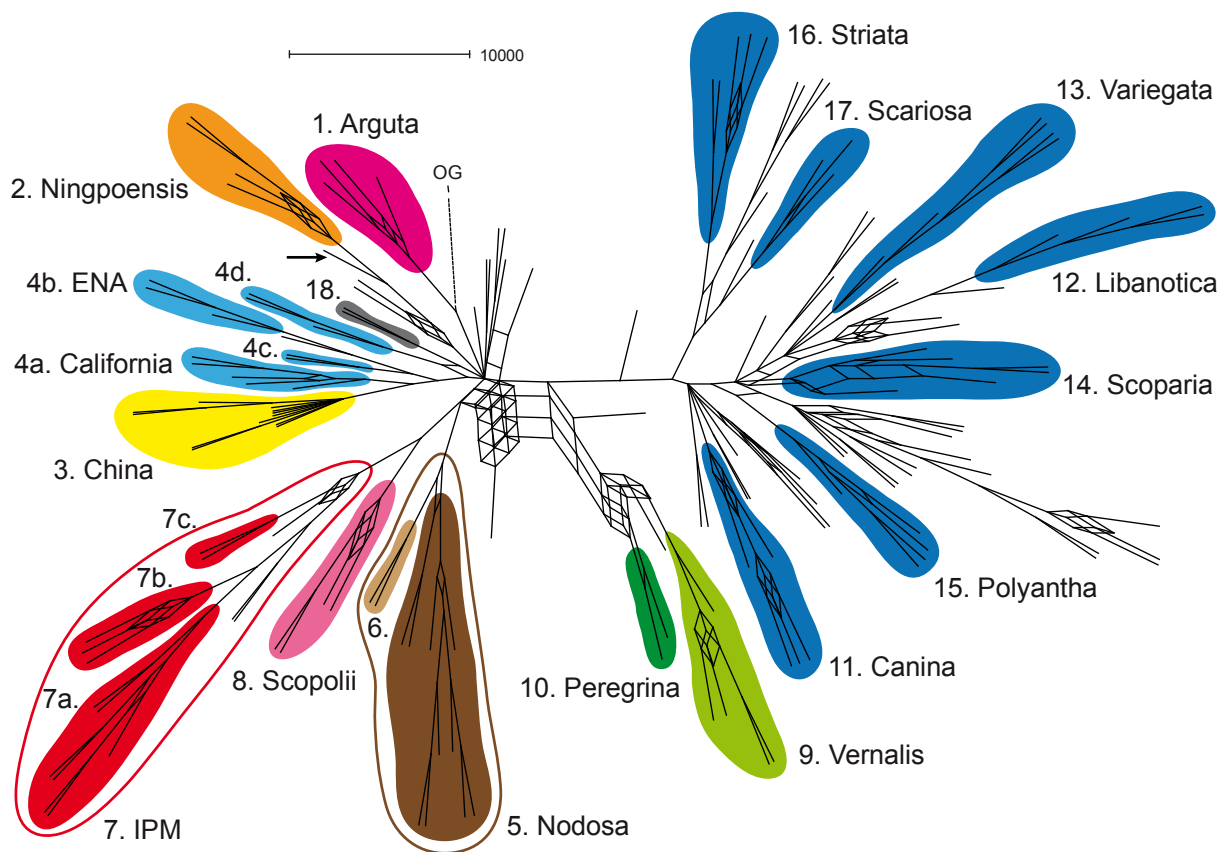 16. Striata
10000
13. Variegata
1. Arguta
17. Scariosa
OG
2. Ningpoensis
4b. ENA
4d.
18.
12. Libanotica
4a. California
4c.
14. Scoparia
3. China
7c.
7b.
15. Polyantha
6.
7a.
8. Scopolii
10. Peregrina
11. Canina
9. Vernalis
7. IPM
5. Nodosa